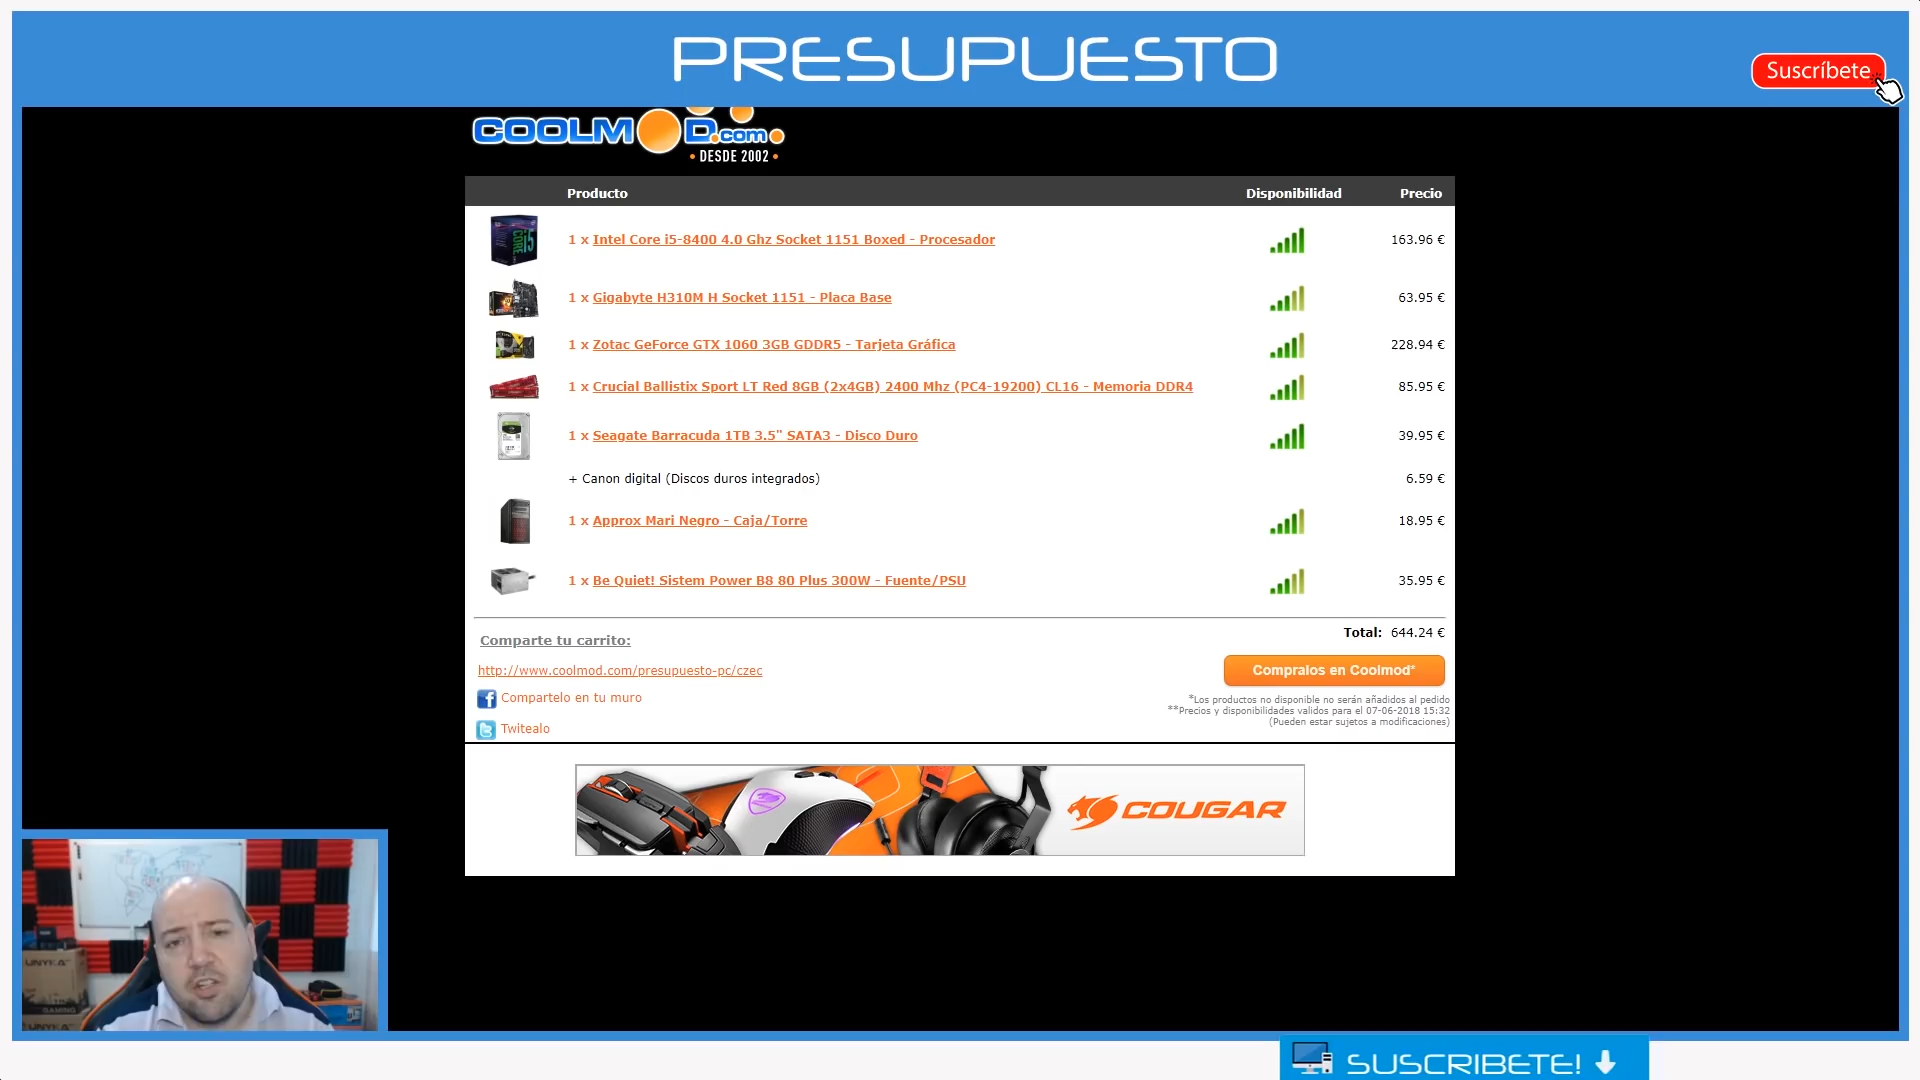 PRESUPUESTO
Suscríbete
COOLMOD.com
• DESDE 2002 •
Producto Disponibilidad Precio
1 x Intel Core i5-8400 4.0 Ghz Socket 1151 Boxed - Procesador 163.96 €
1 x Gigabyte H310M H Socket 1151 - Placa Base 63.95 €
1 x Zotac GeForce GTX 1060 3GB GDDR5 - Tarjeta Gráfica 228.94 €
1 x Crucial Ballistix Sport LT Red 8GB (2x4GB) 2400 Mhz (PC4-19200) CL16 - Memoria DDR4 85.95 €
1 x Seagate Barracuda 1TB 3.5" SATA3 - Disco Duro 39.95 €
+ Canon digital (Discos duros integrados) 6.59 €
1 x Approx Mari Negro - Caja/Torre 18.95 €
1 x Be Quiet! Sistem Power B8 80 Plus 300W - Fuente/PSU 35.95 €
Total: 644.24 €
Comparte tu carrito:
http://www.coolmod.com/presupuesto-pc/czec
Compralos en Coolmod*
Compartelo en tu muro
*Los productos no disponible no serán añadidos al pedido
**Precios y disponibilidades validos para el 07-06-2018 15:32
(Pueden estar sujetos a modificaciones)
Twitealo
COUGAR
UNYKA
GAMING
UNYKA
SUSCRIBETE!